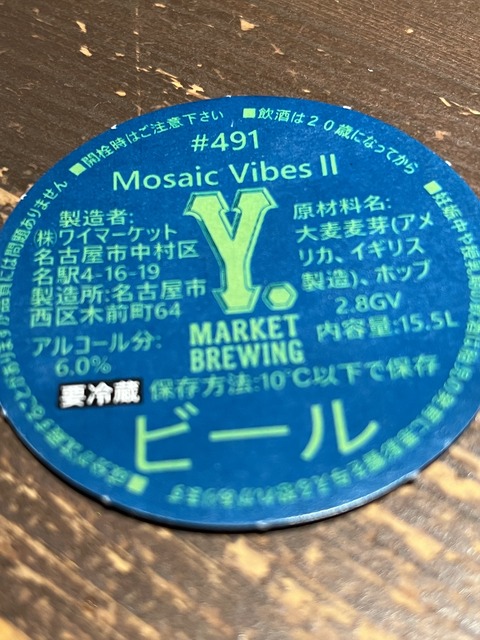 ■開栓時はご注意下さい
■飲酒は20歳になってから
#491
Mosaic Vibes II
製造者:
㈱ワイマーケット
名古屋市中村区
名駅4-16-19
製造所:名古屋市
西区木前町64
アルコール分:
6.0%
Y.
MARKET
BREWING
原材料名:
大麦麦芽(アメ
リカ、イギリス
製造)、ホップ
2.8GV
内容量:15.5L
要冷蔵
保存方法:10℃以下で保存
ビール